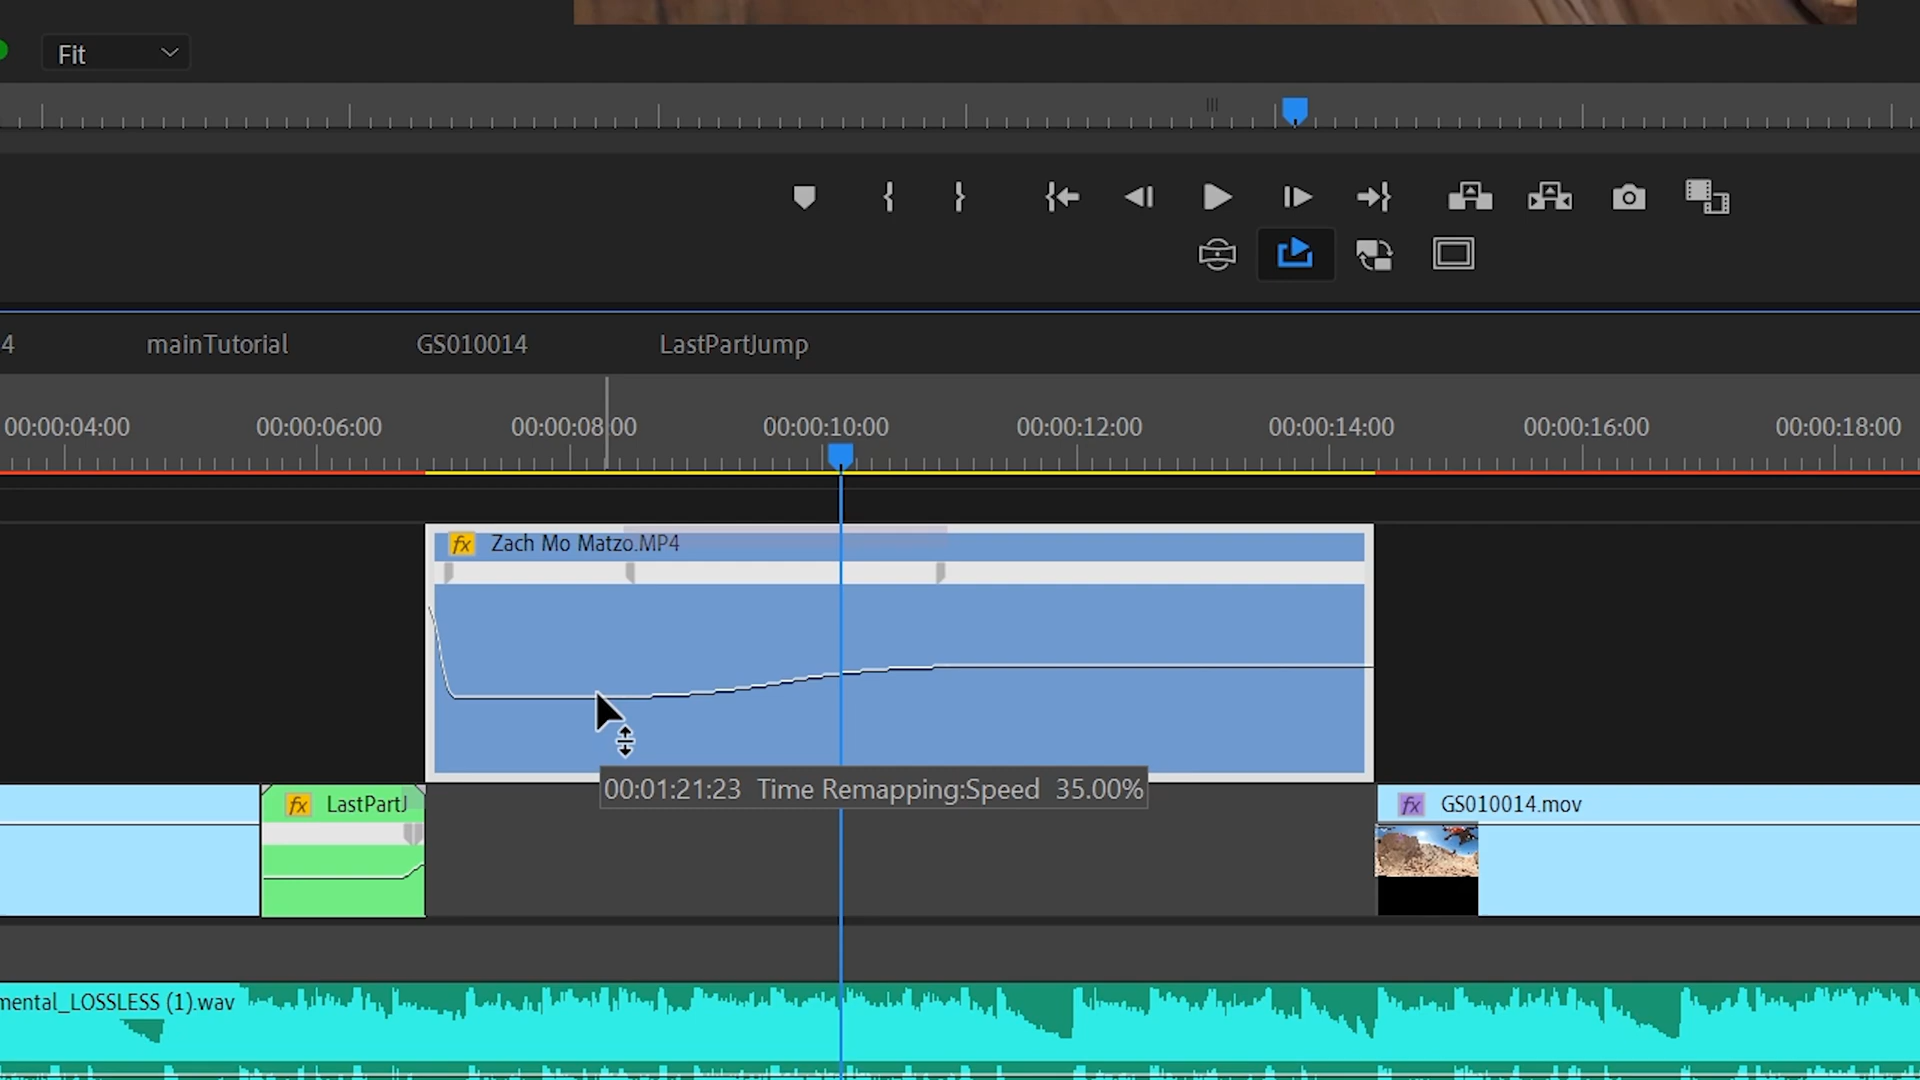 Fit
4 mainTutorial GS010014 LastPartJump
00:00:04:00 00:00:06:00 00:00:08:00 00:00:10:00 00:00:12:00 00:00:14:00 00:00:16:00 00:00:18:00
fx Zach Mo Matzo.MP4
00:01:21:23 Time Remapping:Speed 35.00%
fx LastPartJ
fx GS010014.mov
mental_LOSSLESS (1).wav